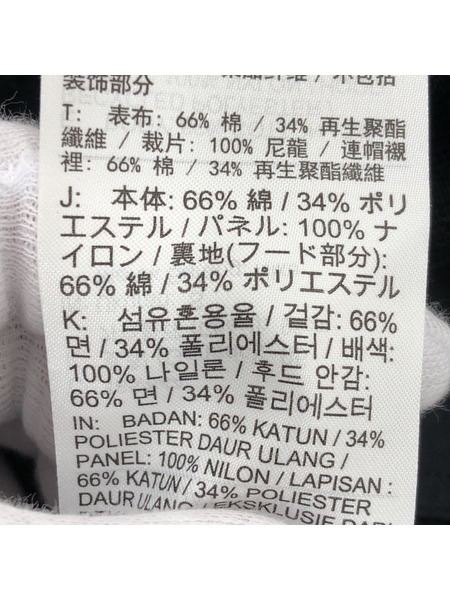 装饰部分
T: 表布: 66% 棉 / 34% 再生聚酯
纖維 / 裁片: 100% 尼龍 / 連帽襯
裡: 66% 棉 / 34% 再生聚酯纖維
J: 本体: 66% 綿 / 34% ポリ
エステル / パネル: 100% ナ
イロン / 裏地(フード部分):
66% 綿 / 34% ポリエステル
K: 섬유혼용율 / 겉감: 66%
면 / 34% 폴리에스터 / 배색:
100% 나일론 / 후드 안감:
66% 면 / 34% 폴리에스터
IN: BADAN: 66% KATUN / 34%
POLIESTER DAUR ULANG /
PANEL: 100% NILON / LAPISAN :
66% KATUN / 34% POLIESTER
DAUR ULANG / EKSKLUSIE DARI